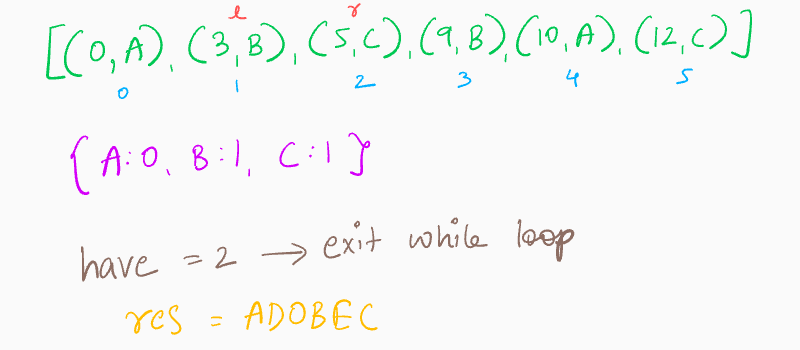 l r
[(0,A), (3,B), (5,C), (9,B), (10,A), (12,C)]
0 1 2 3 4 5
{A:0, B:1, C:1}
have = 2 → exit while loop
res = ADOBEC